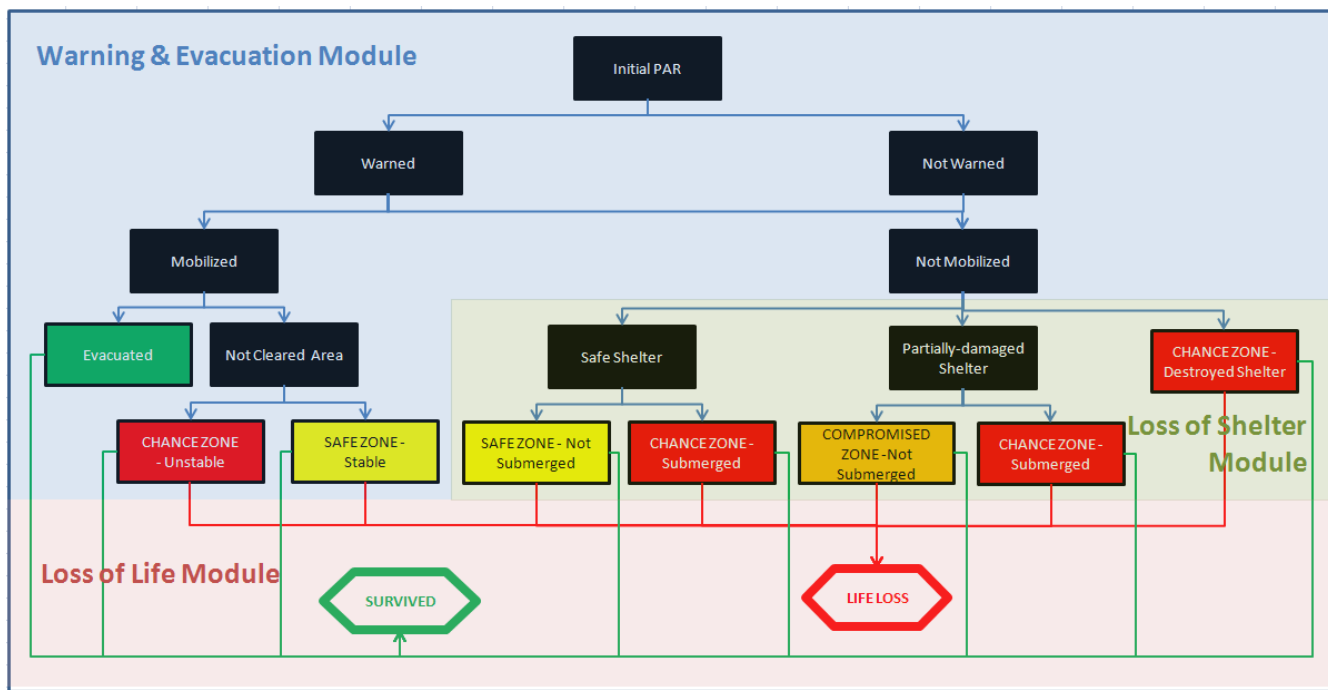 Warning & Evacuation Module
Initial PAR
Warned
Not Warned
Mobilized
Not Mobilized
Evacuated
Not Cleared Area
Safe Shelter
Partially-damaged
Shelter
CHANCE ZONE -
Destroyed Shelter
CHANCE ZONE
- Unstable
SAFE ZONE -
Stable
SAFE ZONE - Not
Submerged
CHANCE ZONE -
Submerged
COMPROMISED
ZONE - Not
Submerged
CHANCE ZONE -
Submerged
Loss of Shelter
Module
Loss of Life Module
SURVIVED
LIFE LOSS